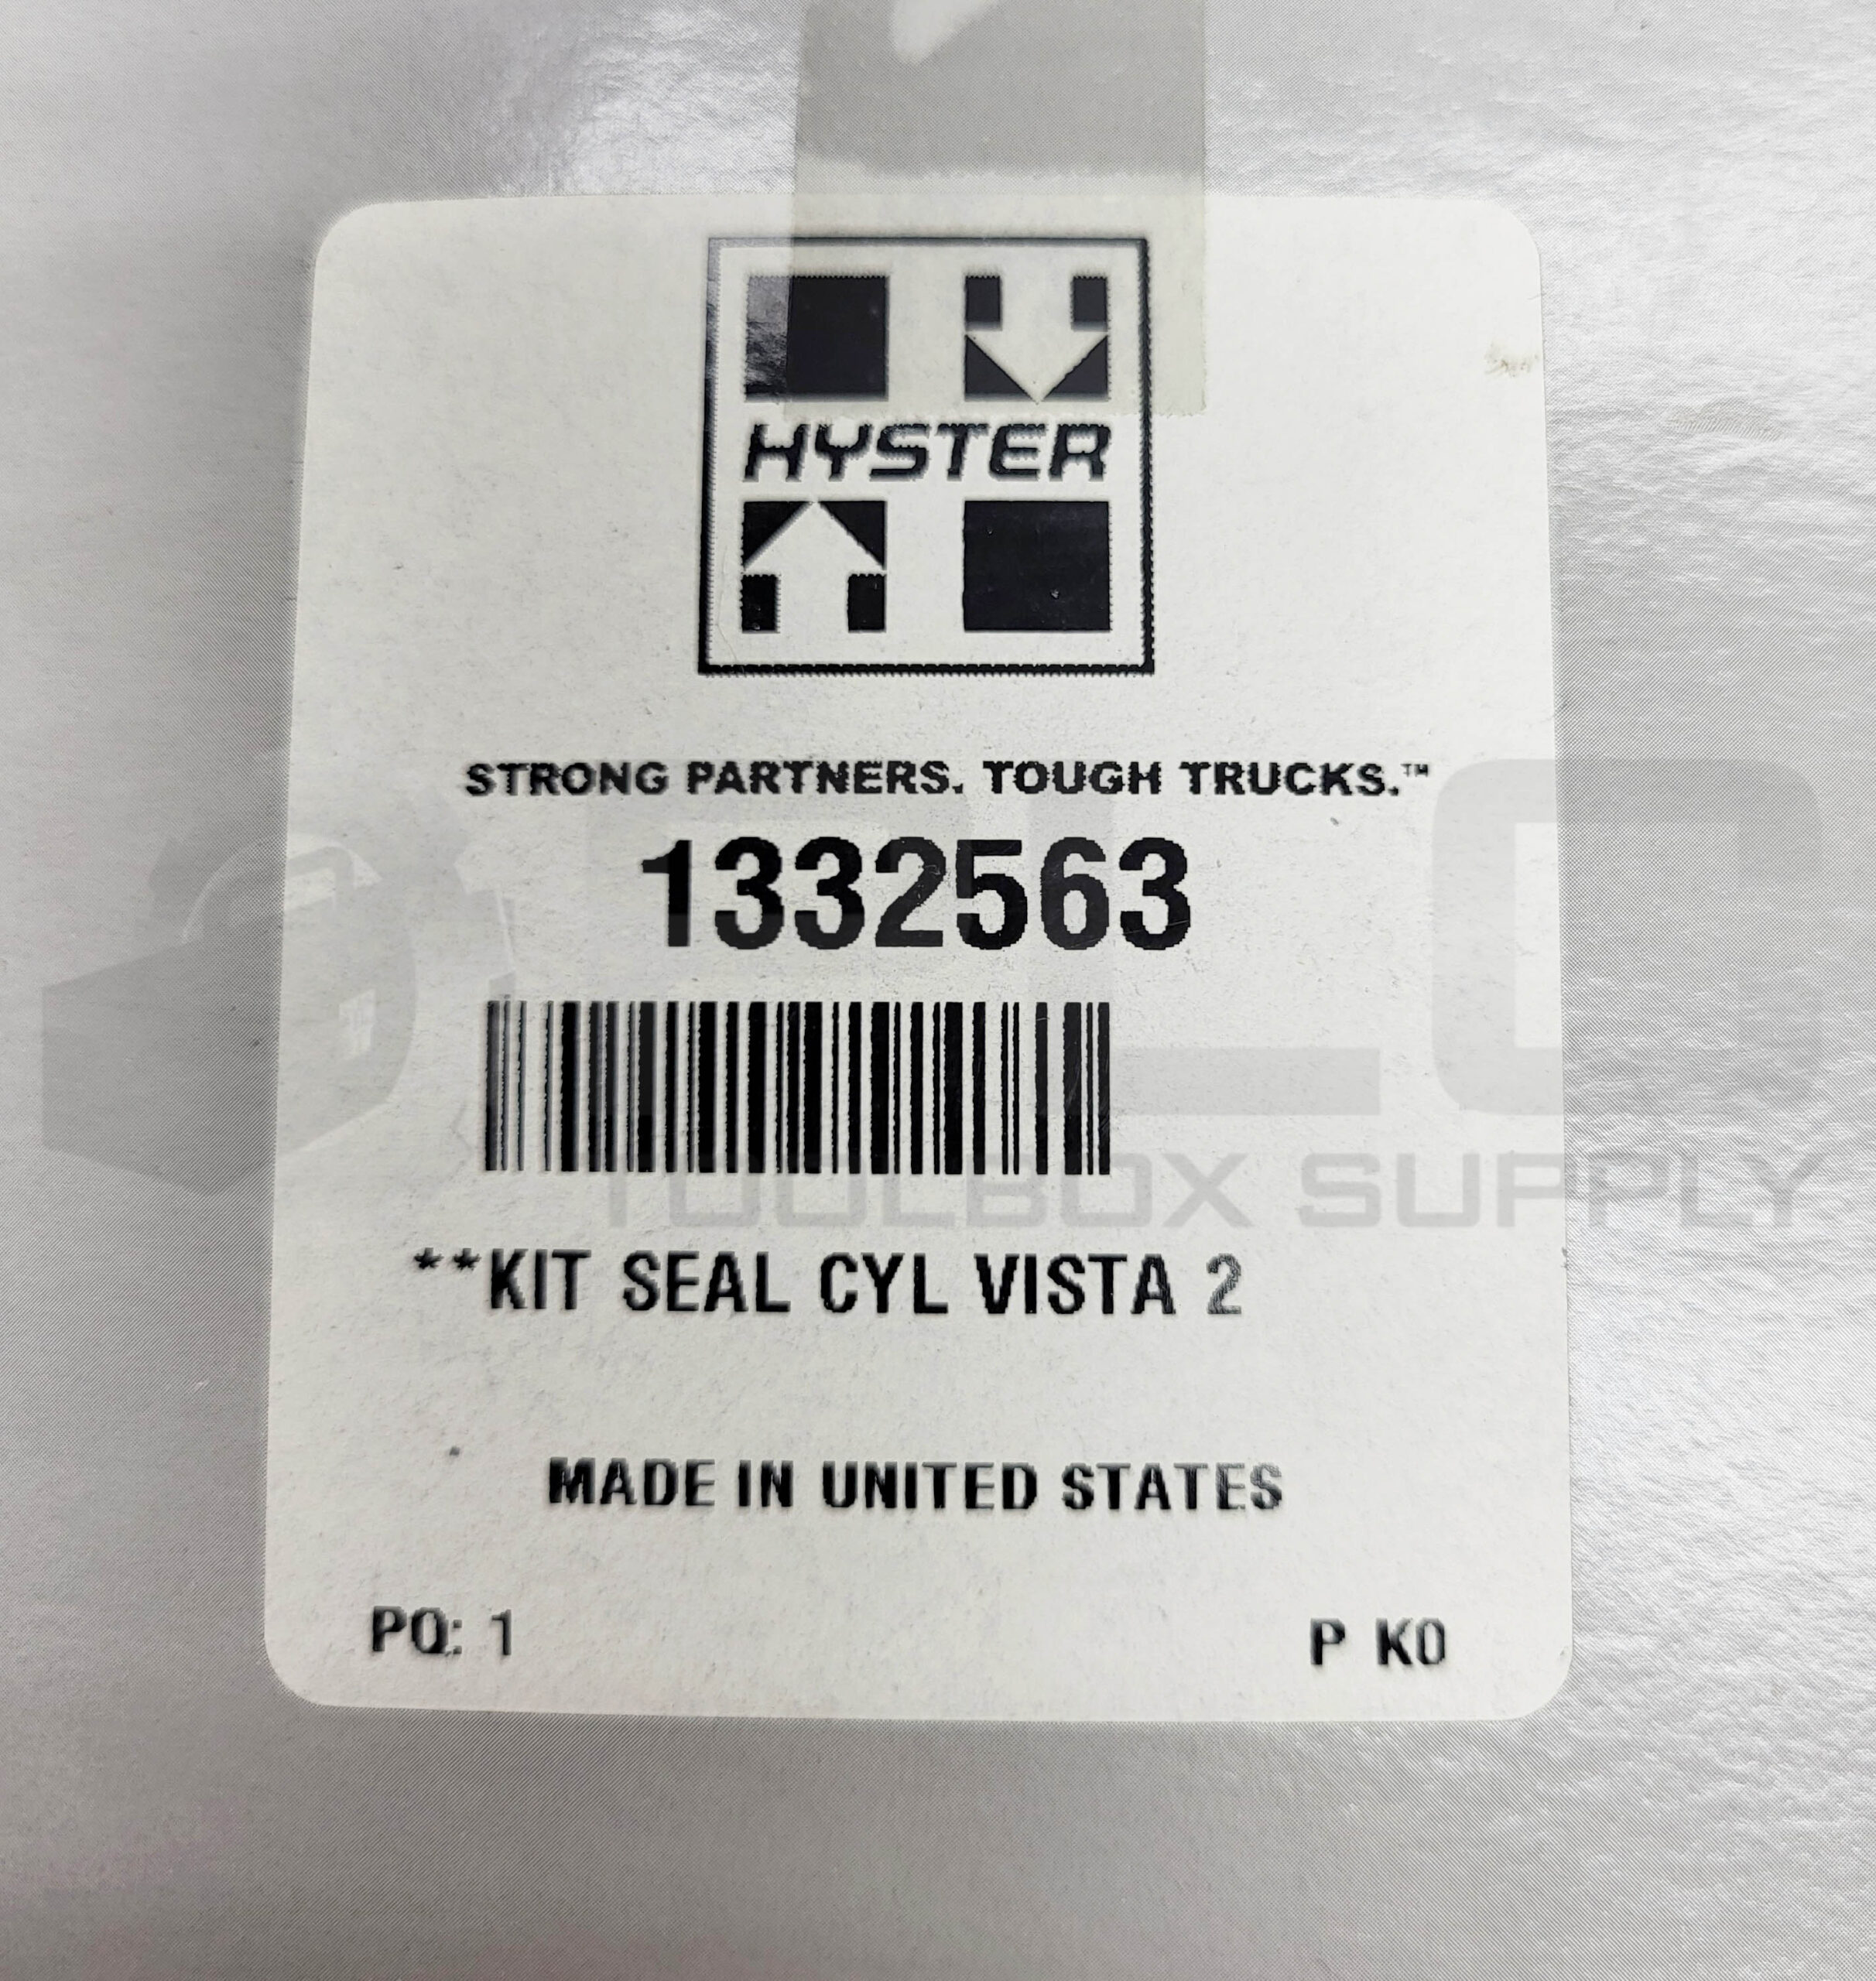 HYSTER
STRONG PARTNERS. TOUGH TRUCKS.™
1332563
PLC
TOOLBOX SUPPLY
**KIT SEAL CYL VISTA 2
MADE IN UNITED STATES
PQ: 1
P K0